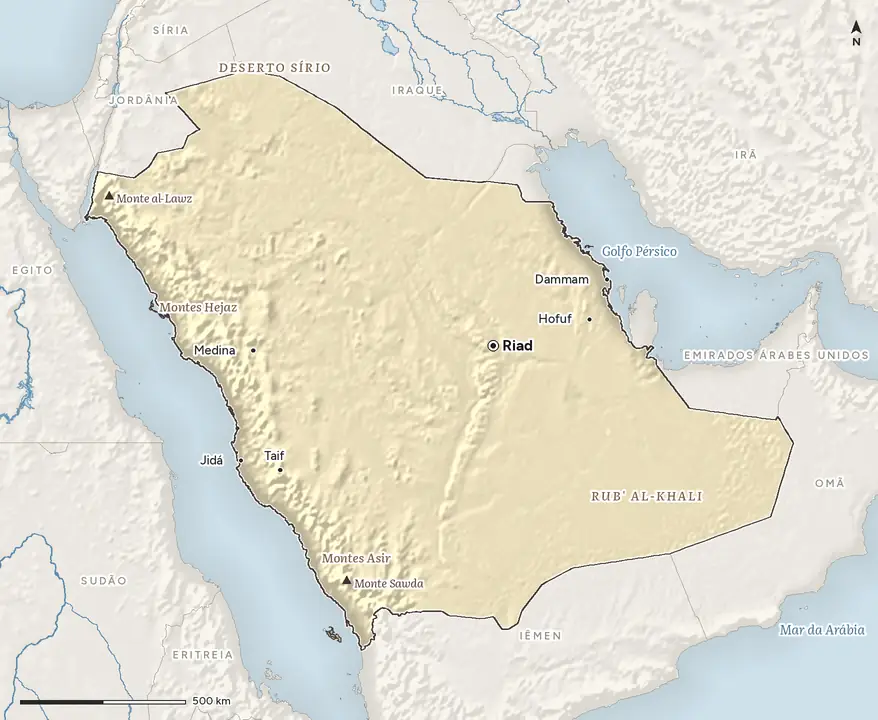 SÍRIA
N
DESERTO SÍRIO
IRAQUE
JORDÂNIA
IRÃ
Monte al-Lawz
Golfo Pérsico
EGITO
Dammam
Montes Hejaz
Hofuf
Riad
Medina
EMIRADOS ÁRABES UNIDOS
Taif
Jidá
OMÃ
RUB' AL-KHALI
Montes Asir
SUDÃO
Monte Sawda
Mar da Arábia
IÊMEN
ERITREIA
500 km